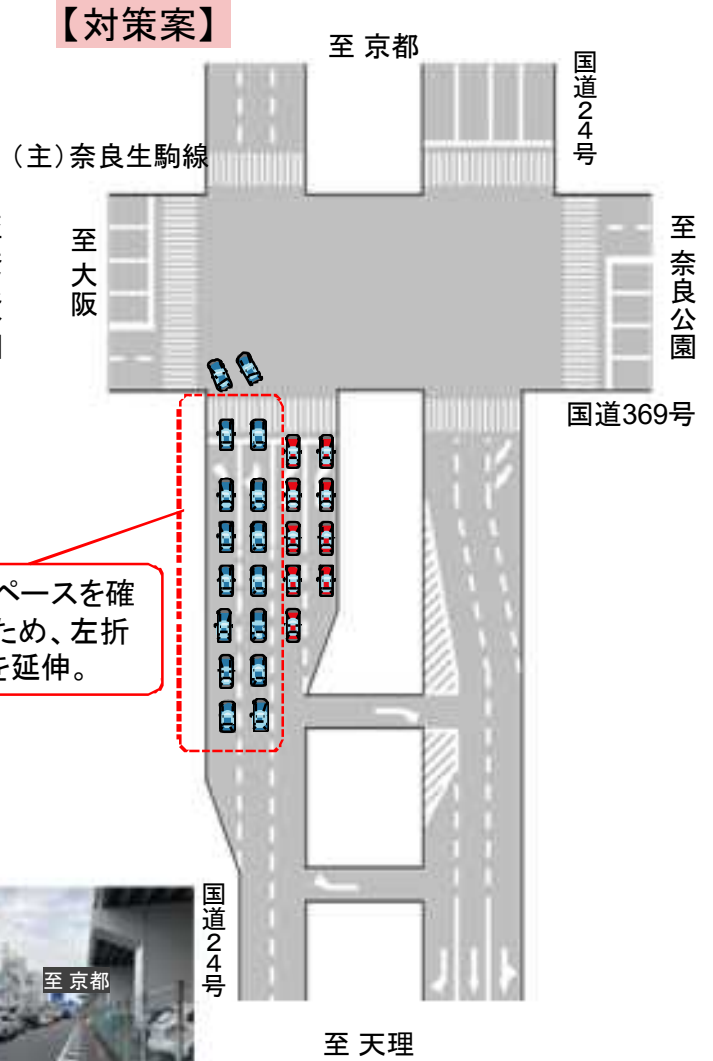 【対策案】
至 京都
国道24号
（主）奈良生駒線
至 大阪
至 奈良公園
国道369号
ペースを確
ため、左折
を延伸。
国道24号
至 京都
至 天理